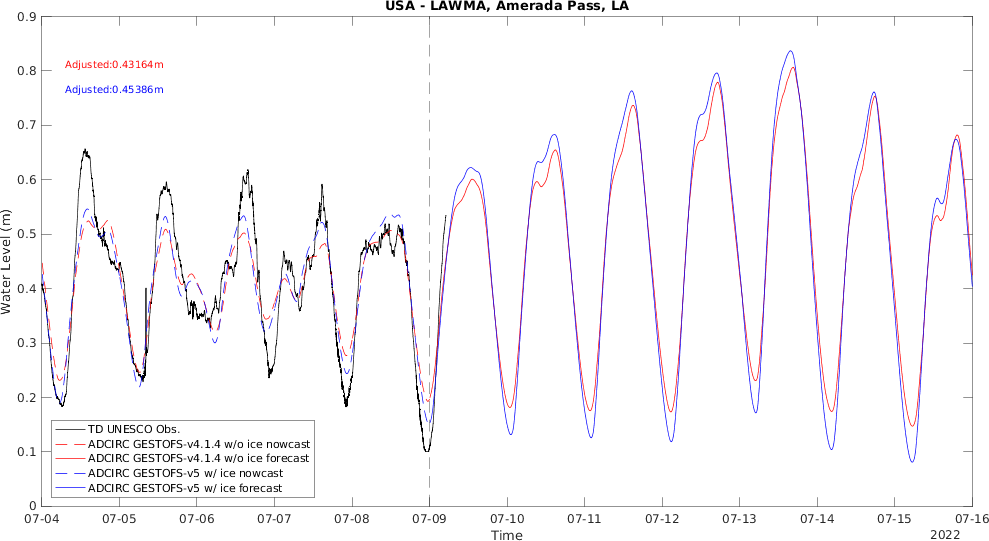 USA - LAWMA, Amerada Pass, LA
0.9
0.8
0.7
0.6
0.5
0.4
0.3
0.2
0.1
0
Water Level (m)
Adjusted:0.43164m
Adjusted:0.45386m
TD UNESCO Obs.
ADCIRC GESTOFS-v4.1.4 w/o ice nowcast
ADCIRC GESTOFS-v4.1.4 w/o ice forecast
ADCIRC GESTOFS-v5 w/ ice nowcast
ADCIRC GESTOFS-v5 w/ ice forecast
07-04 07-05 07-06 07-07 07-08 07-09 07-10 07-11 07-12 07-13 07-14 07-15 07-16
Time
2022